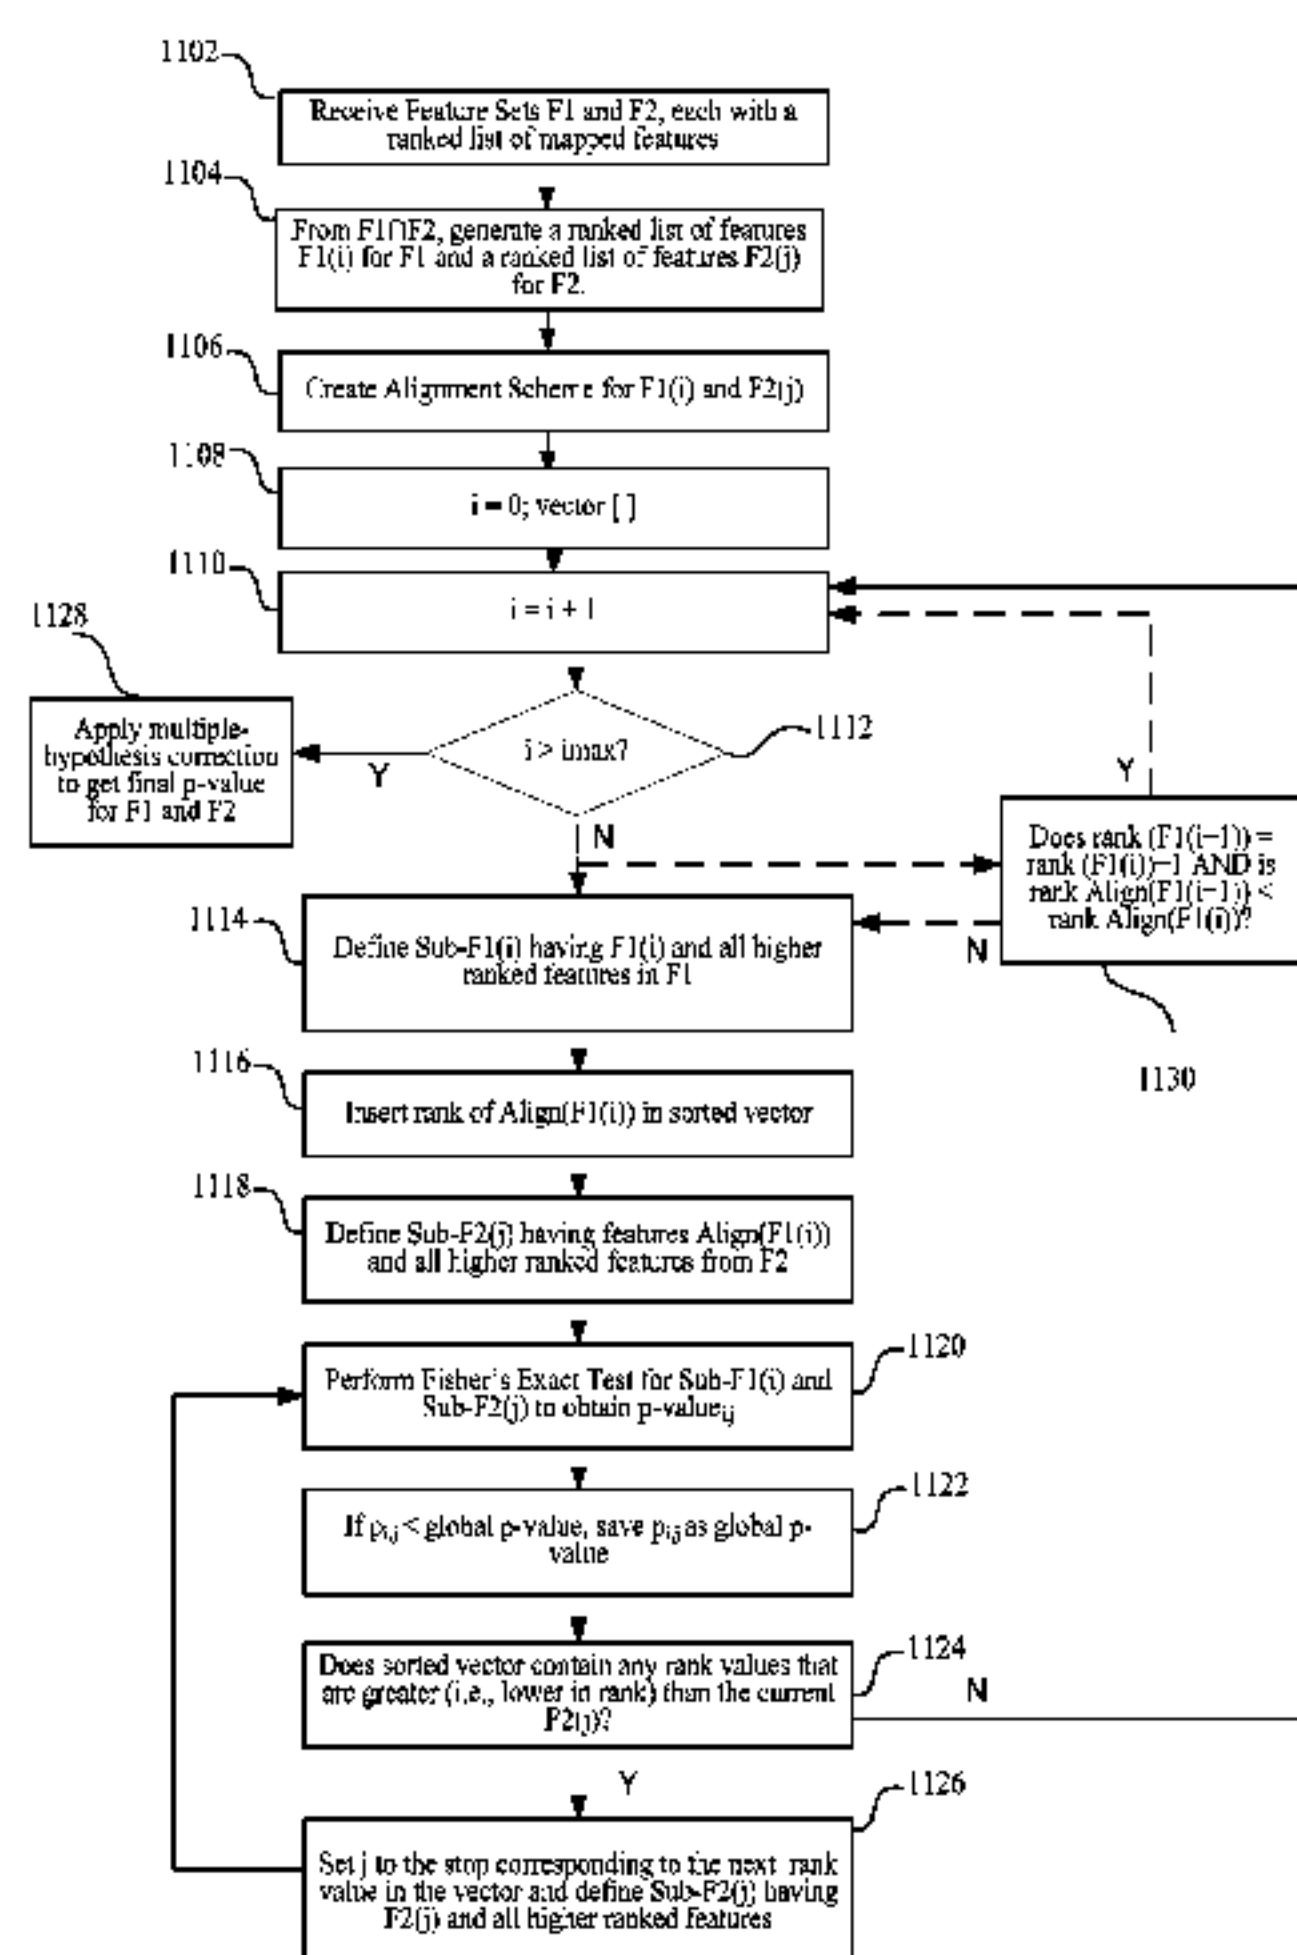 1102
Receive Feature Sets F1 and F2, each with a
ranked list of mapped features
1104
From F1∩F2, generate a ranked list of features
F1(i) for F1 and a ranked list of features F2(j)
for F2.
1106
Create Alignment Scheme for F1(i) and F2(j)
1108
i = 0; vector [ ]
1110
i = i + 1
1128
Apply multiple-
hypothesis correction
to get final p-value
for F1 and F2
Y
i > imax?
1112
N
Y
Does rank (F1(i−1)) =
rank (F1(i))−1 AND is
rank Align(F1(i−1)) <
rank Align(F1(i))?
N
1130
1114
Define Sub-F1(i) having F1(i) and all higher
ranked features in F1
1116
Insert rank of Align(F1(i)) in sorted vector
1118
Define Sub-F2(j) having features Align(F1(i))
and all higher ranked features from F2
1120
Perform Fisher's Exact Test for Sub-F1(i) and
Sub-F2(j) to obtain p-valueij
1122
If pi,j < global p-value, save pi,j as global p-
value
1124
Does sorted vector contain any rank values that
are greater (i.e., lower in rank) than the current
F2(j)?
N
Y
1126
Set j to the stop corresponding to the next rank
value in the vector and define Sub-F2(j) having
F2(j) and all higher ranked features